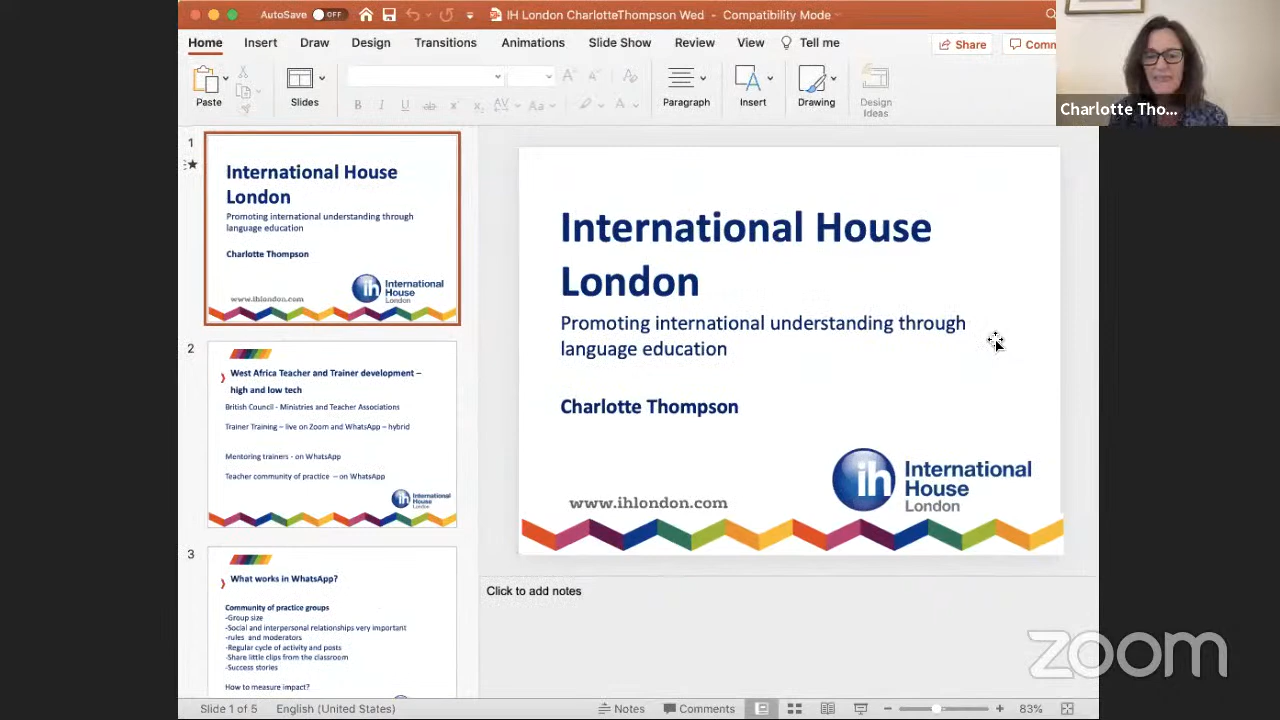 AutoSave OFF
IH London CharlotteThompson Wed - Compatibility Mode
Home Insert Draw Design Transitions Animations Slide Show Review View Tell me
Share Comm
Paste
Slides
B I U ab x x AV Aa A
Paragraph
Insert
Drawing
Design
Ideas
Charlotte Tho...
1
International House
London
Promoting international understanding through
language education
Charlotte Thompson
www.ihlondon.com
International
House
London
2
West Africa Teacher and Trainer development –
high and low tech
British Council - Ministries and Teacher Associations
Trainer Training – live on Zoom and WhatsApp – hybrid
Mentoring trainers - on WhatsApp
Teacher community of practice – on WhatsApp
International
House
London
3
What works in WhatsApp?
Community of practice groups
-Group size
-Social and interpersonal relationships very important
-rules and moderators
-Regular cycle of activity and posts
-Share little clips from the classroom
-Success stories
How to measure impact?
International House
London
Promoting international understanding through
language education
Charlotte Thompson
www.ihlondon.com
ih International
House
London
Click to add notes
zoom
Slide 1 of 5 English (United States) Notes Comments 83%